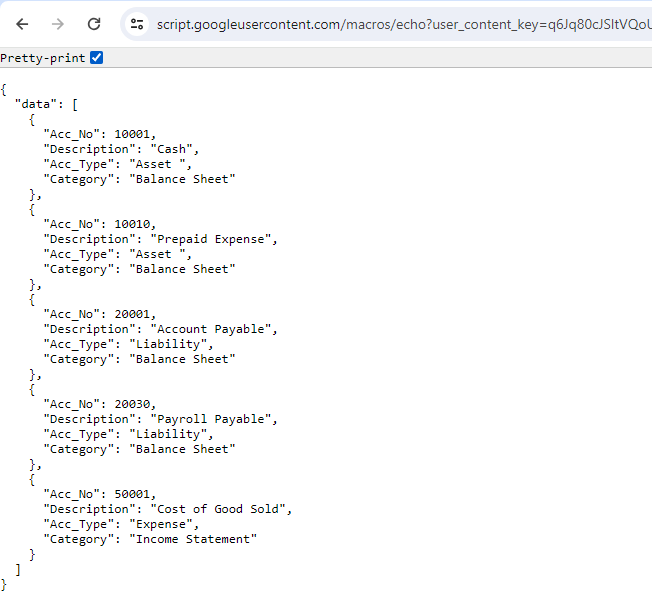 script.googleusercontent.com/macros/echo?user_content_key=q6Jq80cJSltVQoU
Pretty-print
{
  "data": [
    {
      "Acc_No": 10001,
      "Description": "Cash",
      "Acc_Type": "Asset ",
      "Category": "Balance Sheet"
    },
    {
      "Acc_No": 10010,
      "Description": "Prepaid Expense",
      "Acc_Type": "Asset ",
      "Category": "Balance Sheet"
    },
    {
      "Acc_No": 20001,
      "Description": "Account Payable",
      "Acc_Type": "Liability",
      "Category": "Balance Sheet"
    },
    {
      "Acc_No": 20030,
      "Description": "Payroll Payable",
      "Acc_Type": "Liability",
      "Category": "Balance Sheet"
    },
    {
      "Acc_No": 50001,
      "Description": "Cost of Good Sold",
      "Acc_Type": "Expense",
      "Category": "Income Statement"
    }
  ]
}